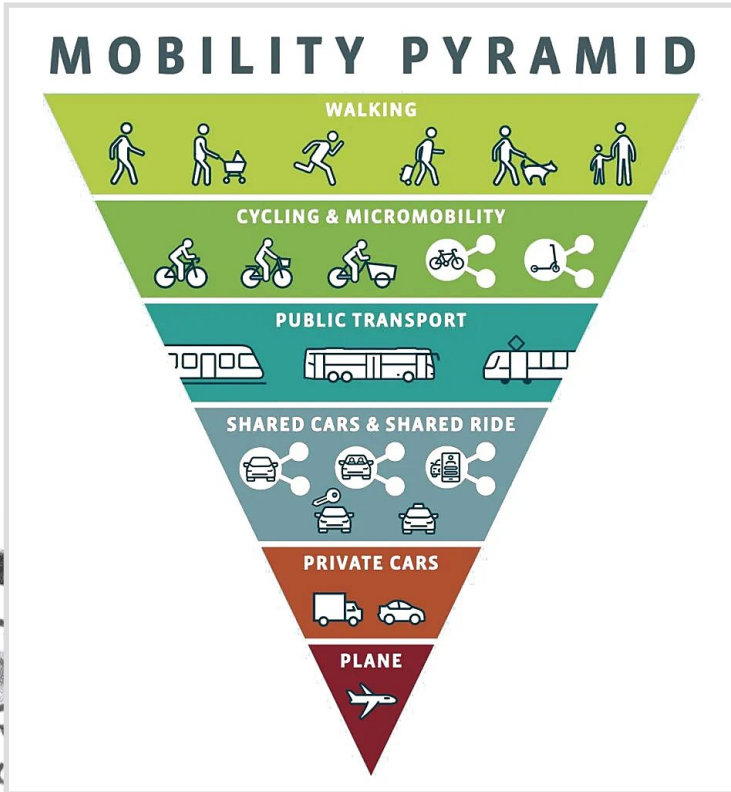 MOBILITY PYRAMID
WALKING
CYCLING & MICROMOBILITY
PUBLIC TRANSPORT
SHARED CARS & SHARED RIDE
PRIVATE CARS
PLANE